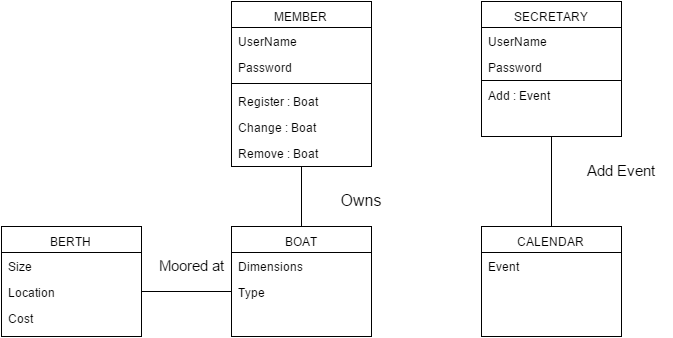 MEMBER
UserName
Password
Register : Boat
Change : Boat
Remove : Boat
SECRETARY
UserName
Password
Add : Event
Owns
Add Event
BERTH
Size
Location
Cost
Moored at
BOAT
Dimensions
Type
CALENDAR
Event